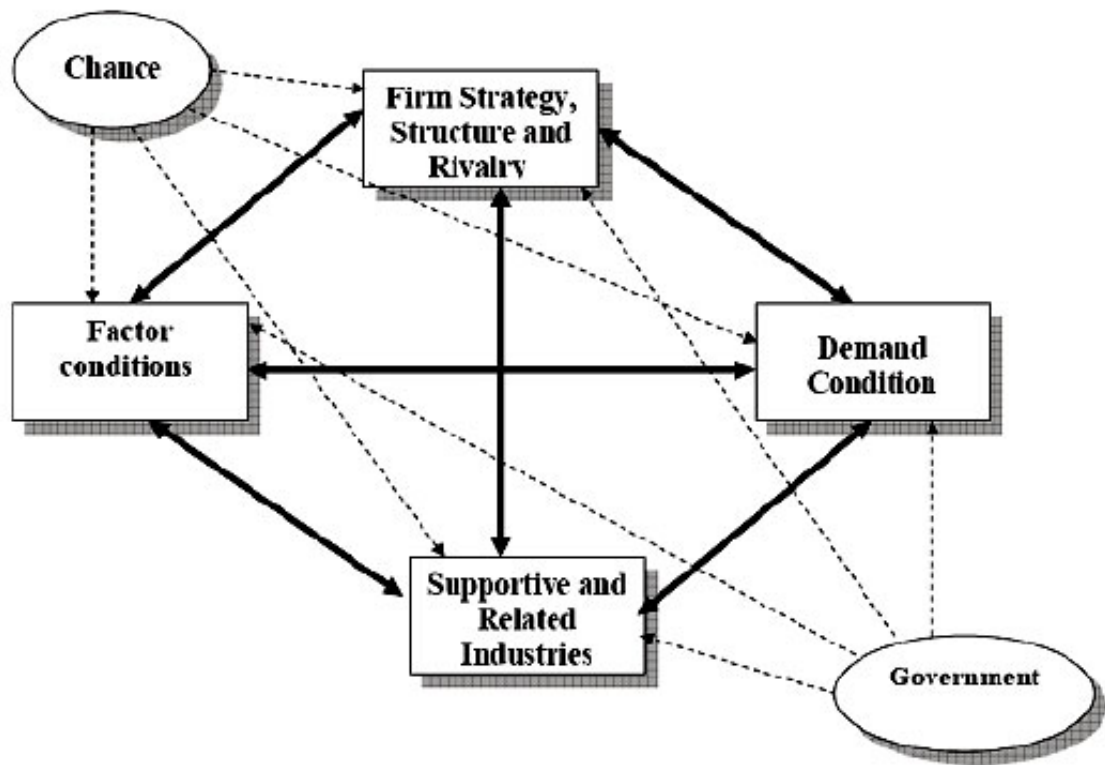 Chance
Firm Strategy,
Structure and
Rivalry
Factor
conditions
Demand
Condition
Supportive and
Related
Industries
Government